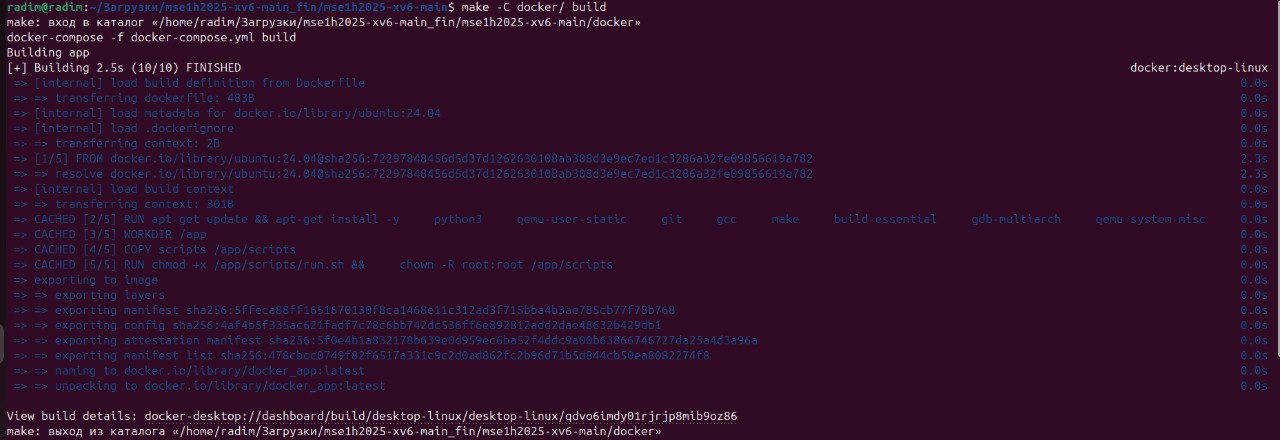 radim@radim:~/Загрузки/mse1h2025-xv6-main_fin/mse1h2025-xv6-main$ make -C docker/ build
make: вход в каталог «/home/radim/Загрузки/mse1h2025-xv6-main_fin/mse1h2025-xv6-main/docker»
docker-compose -f docker-compose.yml build
Building app
[+] Building 2.5s (10/10) FINISHED docker:desktop-linux
=> [internal] load build definition from Dockerfile 0.0s
=> => transferring dockerfile: 483B 0.0s
=> [internal] load metadata for docker.io/library/ubuntu:24.04 0.0s
=> [internal] load .dockerignore 0.0s
=> => transferring context: 2B 0.0s
=> [1/5] FROM docker.io/library/ubuntu:24.04@sha256:72297848456d5d37d1262630108ab308d3e9ec7ed1c3286a32fe09856619a782 2.3s
=> => resolve docker.io/library/ubuntu:24.04@sha256:72297848456d5d37d1262630108ab308d3e9ec7ed1c3286a32fe09856619a782 2.3s
=> [internal] load build context 0.0s
=> => transferring context: 301B 0.0s
=> CACHED [2/5] RUN apt-get update && apt-get install -y python3 qemu-user-static git gcc make build-essential gdb-multiarch qemu-system-misc 0.0s
=> CACHED [3/5] WORKDIR /app 0.0s
=> CACHED [4/5] COPY scripts /app/scripts 0.0s
=> CACHED [5/5] RUN chmod +x /app/scripts/run.sh && chown -R root:root /app/scripts 0.0s
=> exporting to image 0.0s
=> => exporting layers 0.0s
=> => exporting manifest sha256:5ffeca88ff1651670130f8ca1468e11c312ad3f715bba4b3ae785cb77f78b768 0.0s
=> => exporting config sha256:4af4b5f335ac621fadf7c78c6bb742dc536ff6e892812add2dae48632b429db1 0.0s
=> => exporting attestation manifest sha256:5f0e4b1a832178b639e0d959ec6ba52f4ddc9a00b63866746727da25a4d3a96a 0.0s
=> => exporting manifest list sha256:478cbcc0749f82f6517a331c9c2d0ad862fc2b96d71b5d844cb50ea8082274f8 0.0s
=> => naming to docker.io/library/docker_app:latest 0.0s
=> => unpacking to docker.io/library/docker_app:latest 0.0s
View build details: docker-desktop://dashboard/build/desktop-linux/desktop-linux/qdvo6imdy01rjrjp8mib9oz86
make: выход из каталога «/home/radim/Загрузки/mse1h2025-xv6-main_fin/mse1h2025-xv6-main/docker»